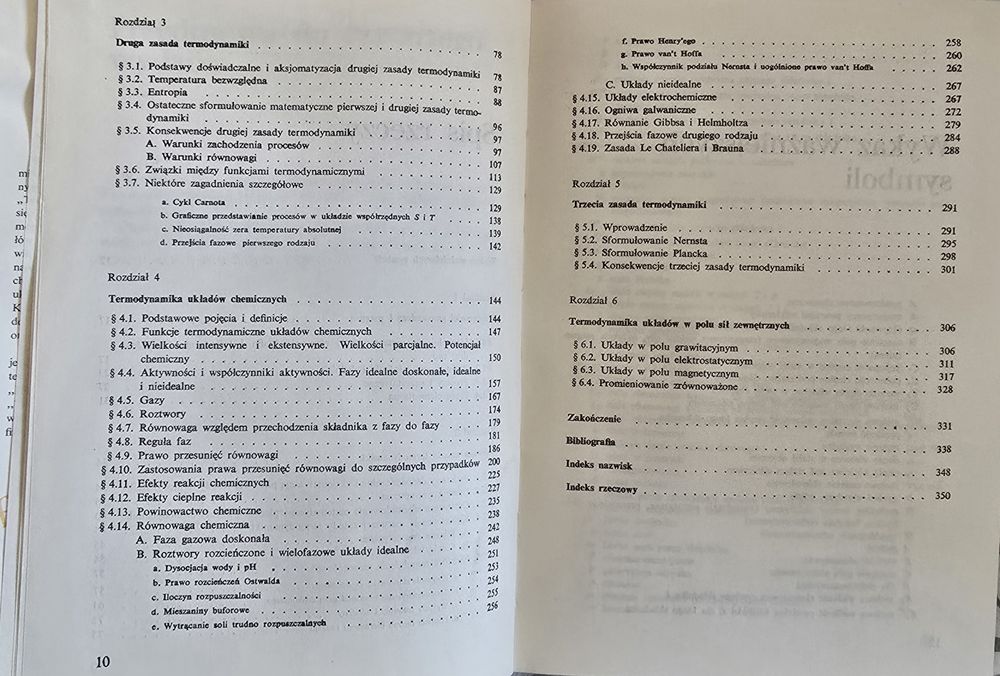 Rozdział 3
Druga zasada termodynamiki . . . . . . . . . . . . . . . . . . 78
§ 3.1. Podstawy doświadczalne i aksjomatyzacja drugiej zasady termodynamiki 78
§ 3.2. Temperatura bezwzględna . . . . . . . . . . . . . . . . 87
§ 3.3. Entropia . . . . . . . . . . . . . . . . . . . . . . 88
§ 3.4. Ostateczne sformułowanie matematyczne pierwszej i drugiej zasady termo-
dynamiki . . . . . . . . . . . . . . . . . . . . . . 96
§ 3.5. Konsekwencje drugiej zasady termodynamiki . . . . . . . . . . 97
A. Warunki zachodzenia procesów . . . . . . . . . . . . . . 97
B. Warunki równowagi . . . . . . . . . . . . . . . . . . 107
§ 3.6. Związki między funkcjami termodynamicznymi . . . . . . . . . 113
§ 3.7. Niektóre zagadnienia szczegółowe . . . . . . . . . . . . . 129
a. Cykl Carnota . . . . . . . . . . . . . . . . . . . . 129
b. Graficzne przedstawianie procesów w układzie współrzędnych S i T . . . . 138
c. Nieosiągalność zera temperatury absolutnej . . . . . . . . . . . 139
d. Przejścia fazowe pierwszego rodzaju . . . . . . . . . . . . . 142
Rozdział 4
Termodynamika układów chemicznych . . . . . . . . . . . . . . 144
§ 4.1. Podstawowe pojęcia i definicje . . . . . . . . . . . . . . 144
§ 4.2. Funkcje termodynamiczne układów chemicznych . . . . . . . . 147
§ 4.3. Wielkości intensywne i ekstensywne. Wielkości parcjalne. Potencjał
chemiczny . . . . . . . . . . . . . . . . . . . . . 150
§ 4.4. Aktywności i współczynniki aktywności. Fazy idealne doskonałe, idealne
i nieidealne . . . . . . . . . . . . . . . . . . . . 157
§ 4.5. Gazy . . . . . . . . . . . . . . . . . . . . . . . 167
§ 4.6. Roztwory . . . . . . . . . . . . . . . . . . . . . 174
§ 4.7. Równowaga względem przechodzenia składnika z fazy do fazy . . . . 179
§ 4.8. Reguła faz . . . . . . . . . . . . . . . . . . . . . 181
§ 4.9. Prawo przesunięć równowagi . . . . . . . . . . . . . . . 186
§ 4.10. Zastosowania prawa przesunięć równowagi do szczególnych przypadków 200
§ 4.11. Efekty reakcji chemicznych . . . . . . . . . . . . . . . 225
§ 4.12. Efekty cieplne reakcji . . . . . . . . . . . . . . . . . 227
§ 4.13. Powinowactwo chemiczne . . . . . . . . . . . . . . . . 235
§ 4.14. Równowaga chemiczna . . . . . . . . . . . . . . . . . 238
A. Faza gazowa doskonała . . . . . . . . . . . . . . . . 242
B. Roztwory rozcieńczone i wielofazowe układy idealne . . . . . . 248
a. Dysocjacja wody i pH . . . . . . . . . . . . . . . . . 251
b. Prawo rozcieńczeń Ostwalda . . . . . . . . . . . . . . . 253
c. Iloczyn rozpuszczalności . . . . . . . . . . . . . . . . 254
d. Mieszaniny buforowe . . . . . . . . . . . . . . . . . 255
e. Wytrącanie soli trudno rozpuszczalnych . . . . . . . . . . . . 256
10
f. Prawo Henry'ego . . . . . . . . . . . . . . . . . . . 258
g. Prawo van't Hoffa . . . . . . . . . . . . . . . . . . 260
h. Współczynnik podziału Nernsta i uogólnione prawo van't Hoffa . . . . . 262
C. Układy nieidealne . . . . . . . . . . . . . . . . . . 267
§ 4.15. Układy elektrochemiczne . . . . . . . . . . . . . . . . 267
§ 4.16. Ogniwa galwaniczne . . . . . . . . . . . . . . . . . . 272
§ 4.17. Równanie Gibbsa i Helmholtza . . . . . . . . . . . . . . 279
§ 4.18. Przejścia fazowe drugiego rodzaju . . . . . . . . . . . . . 284
§ 4.19. Zasada Le Chateliera i Brauna . . . . . . . . . . . . . . 288
Rozdział 5
Trzecia zasada termodynamiki . . . . . . . . . . . . . . . . . 291
§ 5.1. Wprowadzenie . . . . . . . . . . . . . . . . . . . . 291
§ 5.2. Sformułowanie Nernsta . . . . . . . . . . . . . . . . . 295
§ 5.3. Sformułowanie Plancka . . . . . . . . . . . . . . . . . 298
§ 5.4. Konsekwencje trzeciej zasady termodynamiki . . . . . . . . . . 301
Rozdział 6
Termodynamika układów w polu sił zewnętrznych . . . . . . . . . . 306
§ 6.1. Układy w polu grawitacyjnym . . . . . . . . . . . . . . . 306
§ 6.2. Układy w polu elektrostatycznym . . . . . . . . . . . . . 311
§ 6.3. Układy w polu magnetycznym . . . . . . . . . . . . . . . 317
§ 6.4. Promieniowanie zrównoważone . . . . . . . . . . . . . . . 328
Zakończenie . . . . . . . . . . . . . . . . . . . . . . . 331
Bibliografia . . . . . . . . . . . . . . . . . . . . . . . 338
Indeks nazwisk . . . . . . . . . . . . . . . . . . . . . . 348
Indeks rzeczowy . . . . . . . . . . . . . . . . . . . . . . 350